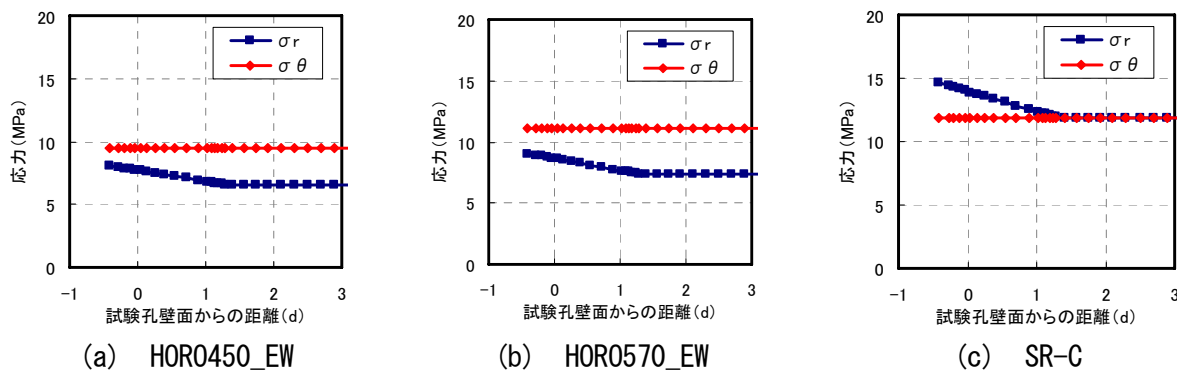 20
15
10
5
0
応力(MPa)
σr
σθ
-1 0 1 2 3
試験孔壁面からの距離(d)
(a) HORO450_EW
20
15
10
5
0
応力(MPa)
σr
σθ
-1 0 1 2 3
試験孔壁面からの距離(d)
(b) HORO570_EW
20
15
10
5
0
応力(MPa)
σr
σθ
-1 0 1 2 3
試験孔壁面からの距離(d)
(c) SR-C